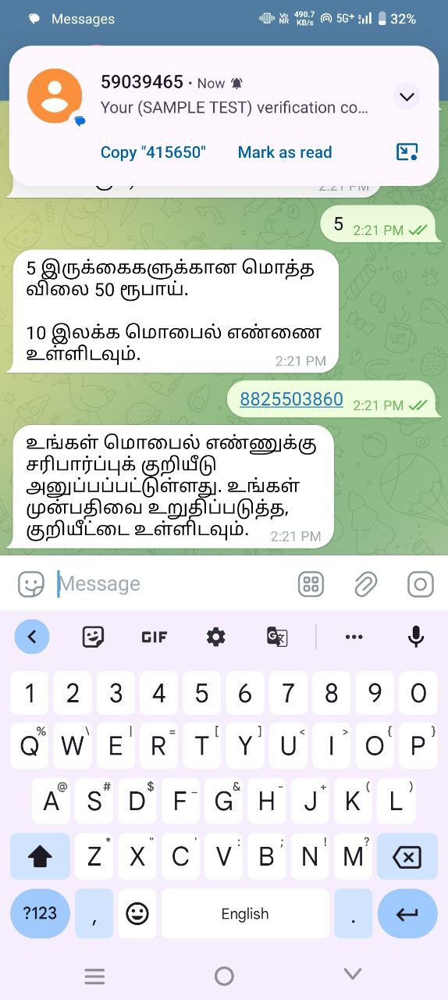 Messages
Vo NR 490.7 KB/s 5G+ 32%
59039465 • Now
Your (SAMPLE TEST) verification co...
Copy "415650" Mark as read
2:21 PM
5 2:21 PM
5 இருக்கைகளுக்கான மொத்த
விலை 50 ரூபாய்.
10 இலக்க மொபைல் எண்ணை
உள்ளிடவும்.
2:21 PM
8825503860 2:21 PM
உங்கள் மொபைல் எண்ணுக்கு
சரிபார்ப்புக் குறியீடு
அனுப்பப்பட்டுள்ளது. உங்கள்
முன்பதிவை உறுதிப்படுத்த,
குறியீட்டை உள்ளிடவும். 2:21 PM
Message
GIF
1 2 3 4 5 6 7 8 9 0
% \ | = [ ] < > { }
Q W E R T Y U I O P
@ # $ _ & - + ( )
A S D F G H J K L
* " ' : ; ! ?
Z X C V B N M
?123 , English .